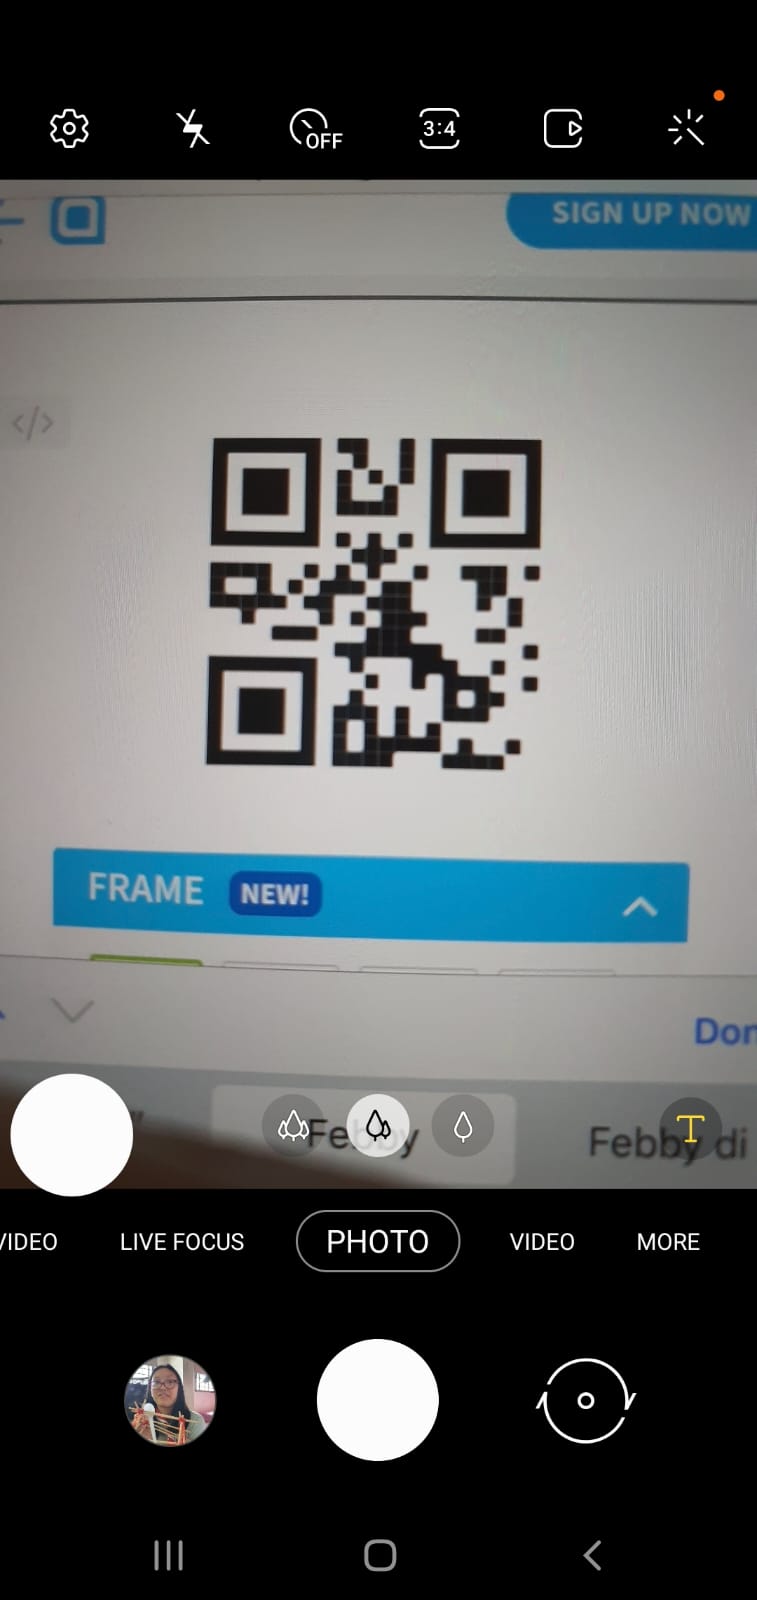 OFF
3:4
SIGN UP NOW
</>
FRAME NEW!
Don
Febby
Febby di
T
VIDEO
LIVE FOCUS
PHOTO
VIDEO
MORE